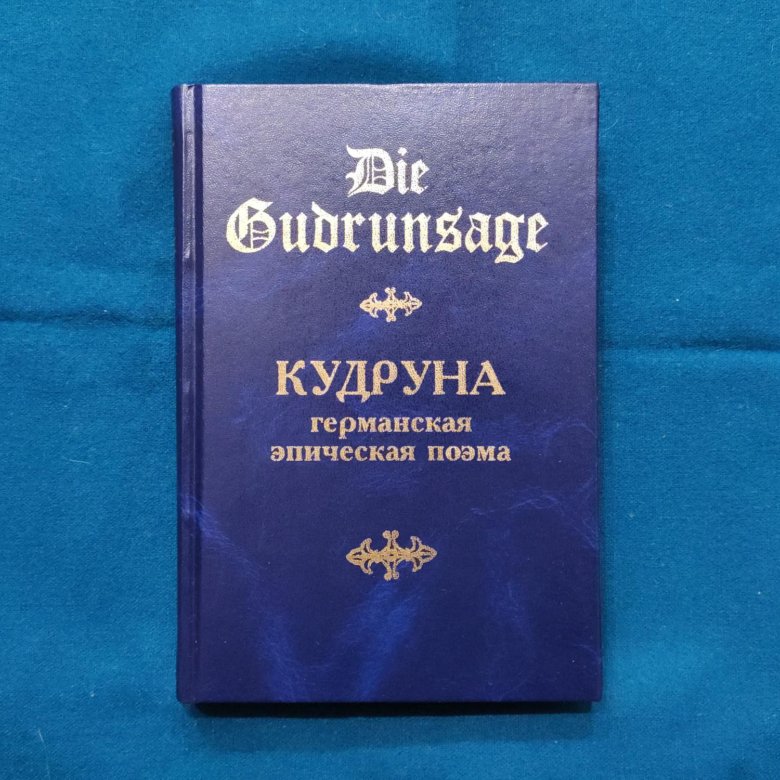 Die
Gudrunsage
КУДРУНА
германская
эпическая поэма